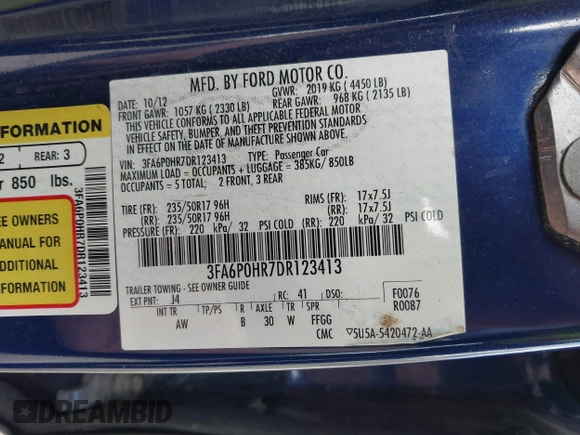 MFD. BY FORD MOTOR CO.
DATE: 10/12 GVWR: 2019 KG ( 4450 LB)
FRONT GAWR: 1057 KG ( 2330 LB) REAR GAWR: 968 KG ( 2135 LB)
THIS VEHICLE CONFORMS TO ALL APPLICABLE FEDERAL MOTOR
VEHICLE SAFETY, BUMPER, AND THEFT PREVENTION STANDARDS
IN EFFECT ON THE DATE OF MANUFACTURE SHOWN ABOVE.
VIN: 3FA6P0HR7DR123413 TYPE: Passenger Car
MAXIMUM LOAD = OCCUPANTS + LUGGAGE = 385KG/ 850LB
OCCUPANTS = 5 TOTAL: 2 FRONT, 3 REAR
TIRE (FR): 235/50R17 96H RIMS (FR): 17x7.5J
(RR): 235/50R17 96H (RR): 17x7.5J
PRESSURE (FR): 220 kPa/ 32 PSI COLD (RR): 220 kPa/ 32 PSI COLD
3FA6P0HR7DR123413
TRAILER TOWING - SEE OWNER GUIDE
EXT PNT: J4 RC: 41 DSO: F0076
R0087
INT TR TP/PS R AXLE TR SPR
AW B 30 W FFGG
CMC ▽5U5A-5420472-AA
FORMATION
2 REAR: 3
r 850 lbs.
EE OWNERS
ANUAL FOR
ADDITIONAL
INFORMATION
3FA6P0HR7DR123413
DREAMBID